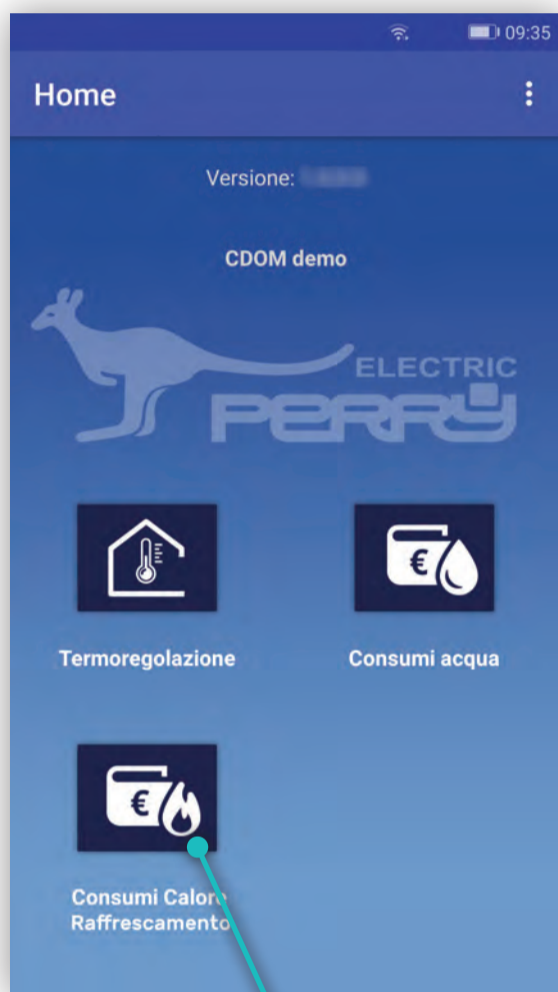 09:35
Home
Versione:
CDOM demo
ELECTRIC
PERRY
€
€
Termoregolazione
Consumi acqua
€
Consumi Calore
Raffrescamento